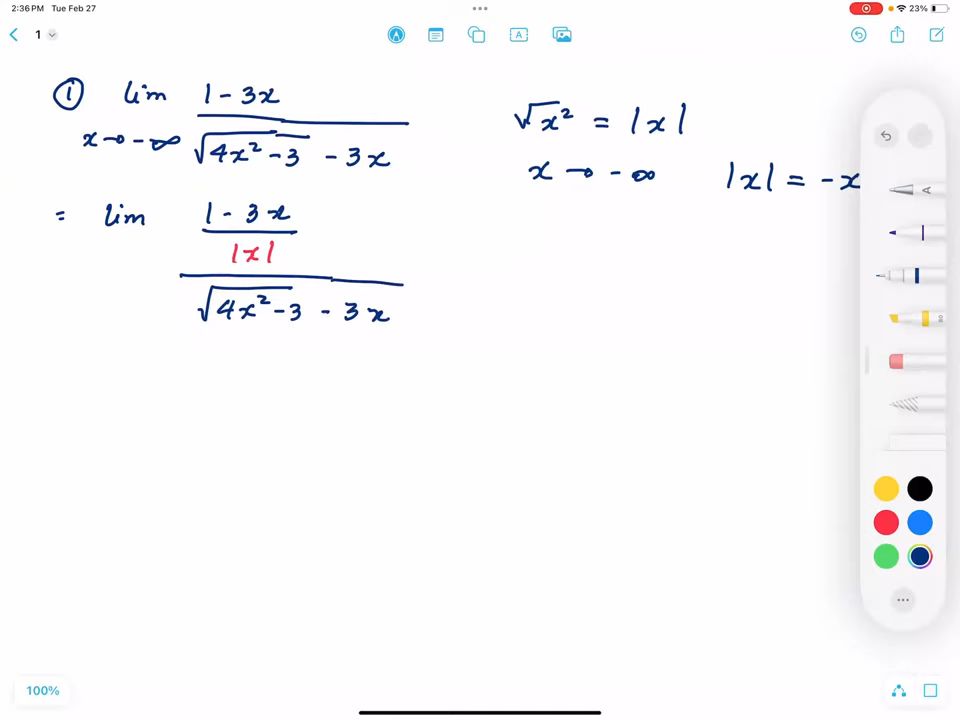 2:36 PM Tue Feb 27
23%
1
① lim 1 - 3x
x → -∞ √4x² - 3 - 3x
√x² = |x|
x → -∞ |x| = -x
= lim 1 - 3x
|x|
√4x² - 3 - 3x
A
A
80
100%